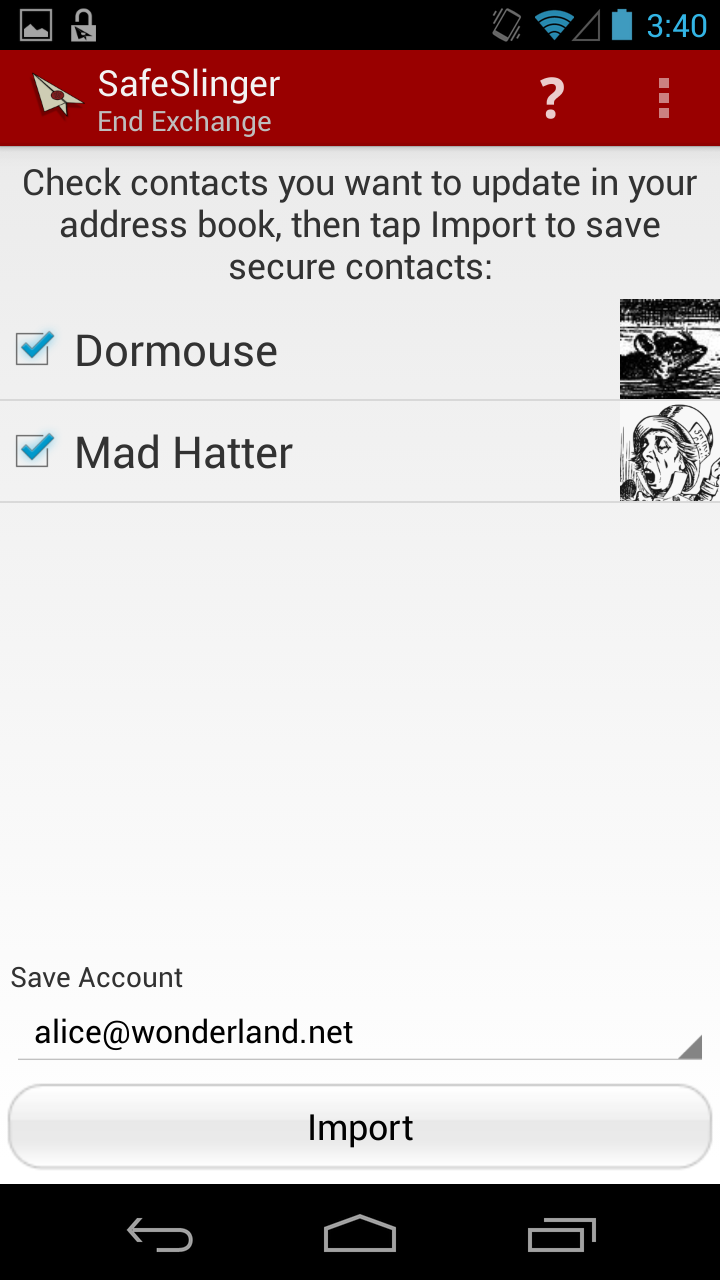 3:40
SafeSlinger
End Exchange
?
Check contacts you want to update in your
address book, then tap Import to save
secure contacts:
Dormouse
Mad Hatter
Save Account
alice@wonderland.net
Import